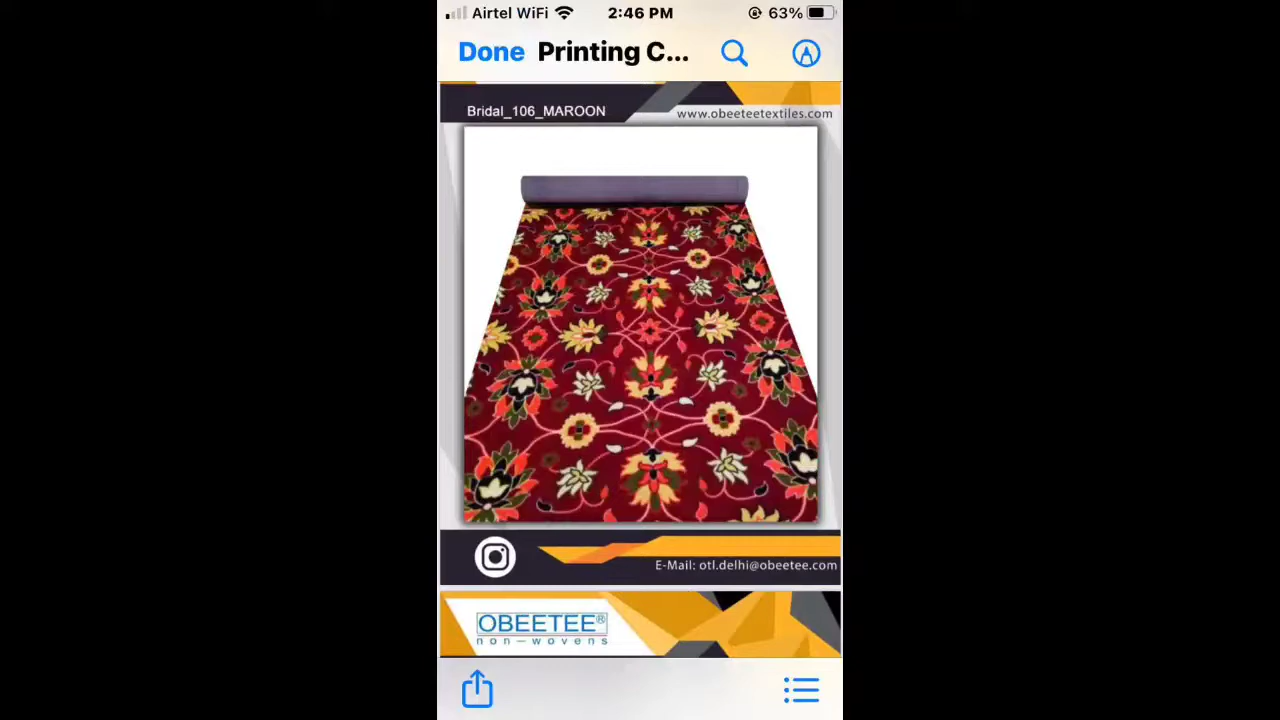 Airtel WiFi 2:46 PM 63%
Done Printing C...
Bridal_106_MAROON
www.obeeteetextiles.com
E-Mail: otl.delhi@obeetee.com
OBEETEE®
non-wovens